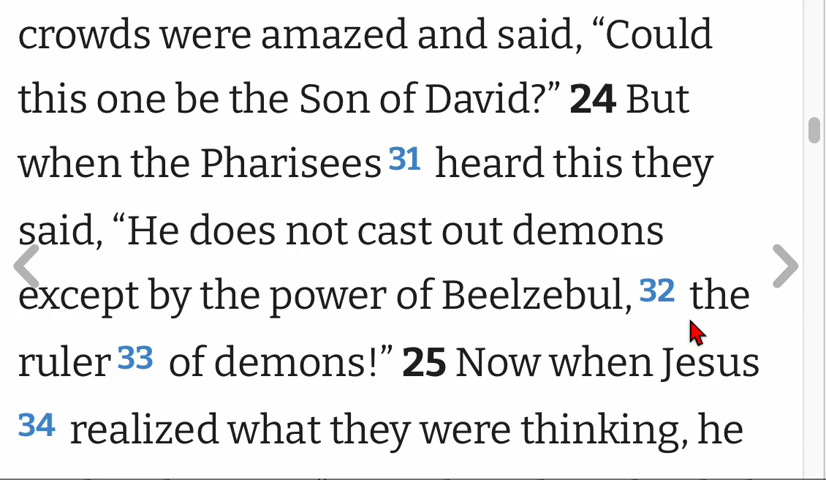 crowds were amazed and said, “Could
this one be the Son of David?” 24 But
when the Pharisees 31 heard this they
said, “He does not cast out demons
except by the power of Beelzebul, 32 the
ruler 33 of demons!” 25 Now when Jesus
34 realized what they were thinking, he